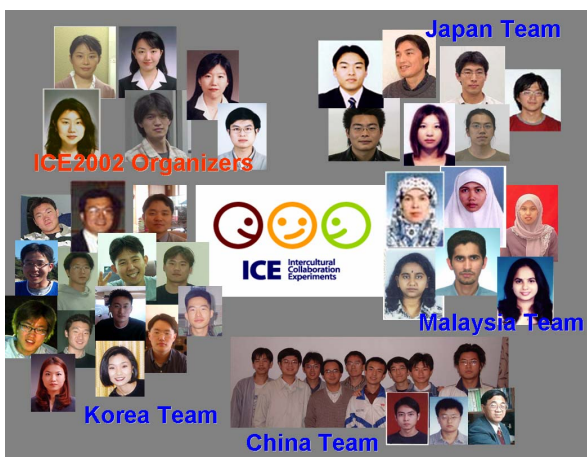 Japan Team
ICE2002 Organizers
ICE Intercultural
Collaboration
Experiments
Malaysia Team
Korea Team
China Team